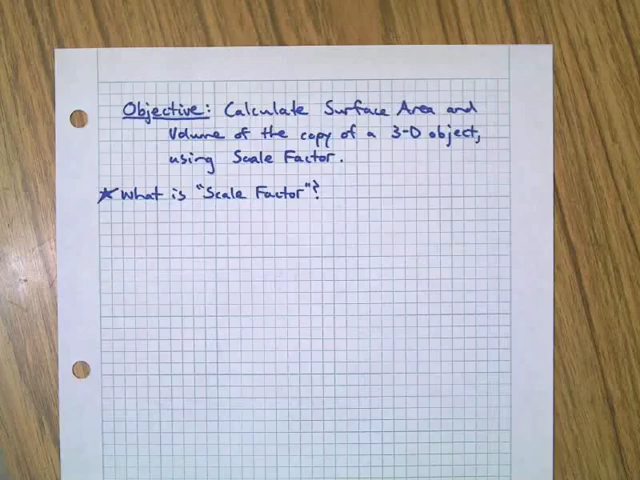 Objective: Calculate Surface Area and
Volume of the copy of a 3-D object,
using Scale Factor.
★ What is "Scale Factor"?